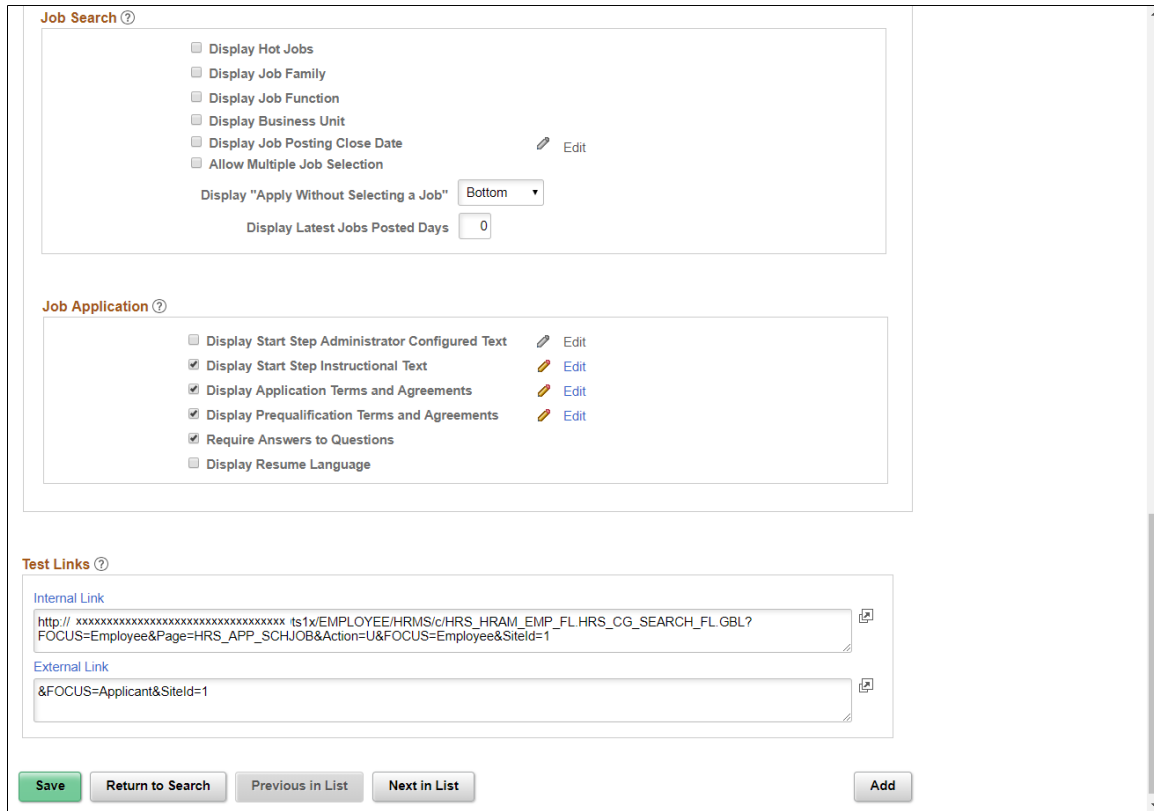 Job Search ?
Display Hot Jobs
Display Job Family
Display Job Function
Display Business Unit
Display Job Posting Close Date Edit
Allow Multiple Job Selection
Display "Apply Without Selecting a Job" Bottom
Display Latest Jobs Posted Days 0
Job Application ?
Display Start Step Administrator Configured Text Edit
Display Start Step Instructional Text Edit
Display Application Terms and Agreements Edit
Display Prequalification Terms and Agreements Edit
Require Answers to Questions
Display Resume Language
Test Links ?
Internal Link
http:// xxxxxxxxxxxxxxxxxxxxxxxxxxxxxxxxxx ts1x/EMPLOYEE/HRMS/c/HRS_HRAM_EMP_FL.HRS_CG_SEARCH_FL.GBL?
FOCUS=Employee&Page=HRS_APP_SCHJOB&Action=U&FOCUS=Employee&SiteId=1
External Link
&FOCUS=Applicant&SiteId=1
Save Return to Search Previous in List Next in List Add